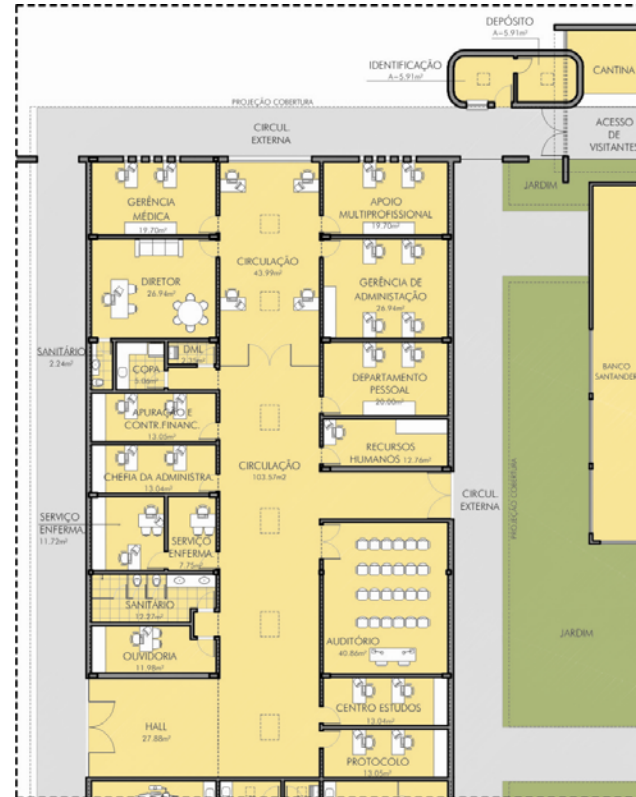 DEPÓSITO
A=5.91m²
IDENTIFICAÇÃO
A=5.91m²
CANTINA
PROJEÇÃO COBERTURA
CIRCUL.
EXTERNA
ACESSO
DE
VISITANTES
JARDIM
GERÊNCIA
MÉDICA
19.70m²
APOIO
MULTIPROFISSIONAL
19.70m²
CIRCULAÇÃO
43.99m²
DIRETOR
26.94m²
GERÊNCIA DE
ADMINISTAÇÃO
26.94m²
SANITÁRIO
2.24m²
DML
COPA
5.06m²
DEPARTAMENTO
PESSOAL
20.00m²
BANCO
SANTANDER
APURAÇÃO E
CONTR.FINANC.
13.05m²
RECURSOS
HUMANOS 12.76m²
CHEFIA DA ADMINISTRA.
13.04m²
CIRCULAÇÃO
103.57m2
PROJEÇÃO COBERTURA
CIRCUL.
EXTERNA
SERVIÇO
ENFERMA.
11.72m²
SERVIÇO
ENFERMA.
7.75m²
SANITÁRIO
12.27m²
OUVIDORIA
11.98m²
AUDITÓRIO
40.86m²
JARDIM
HALL
27.88m²
CENTRO ESTUDOS
13.04m²
PROTOCOLO
13.05m²